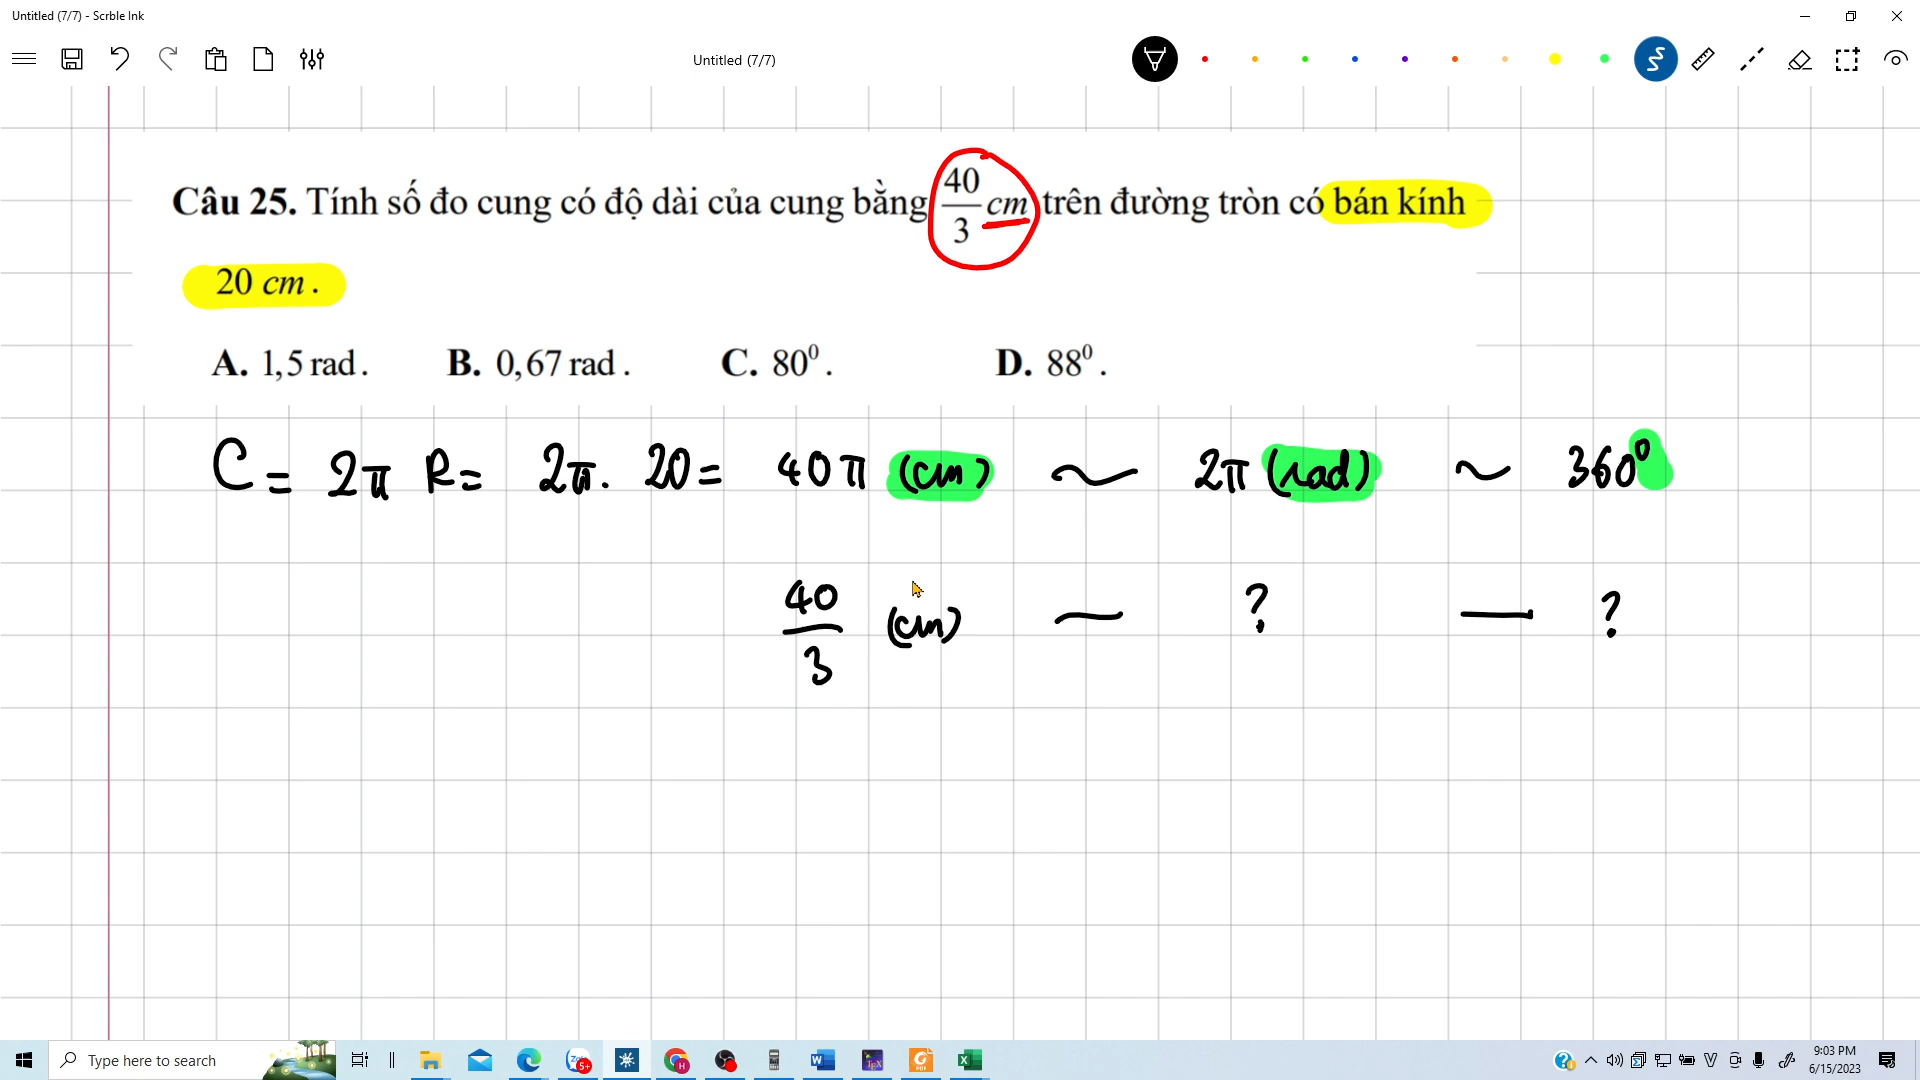 Untitled (7/7) - Scrble Ink
Untitled (7/7)
Câu 25. Tính số đo cung có độ dài của cung bằng 40/3 cm trên đường tròn có bán kính
20 cm .
A. 1,5 rad . B. 0,67 rad . C. 80⁰ . D. 88⁰ .
C = 2π R = 2π. 20 = 40π (cm) ~ 2π (rad) ~ 360⁰
40/3 (cm) — ? — ?
Type here to search
Zalo 5+
H
9:03 PM
6/15/2023